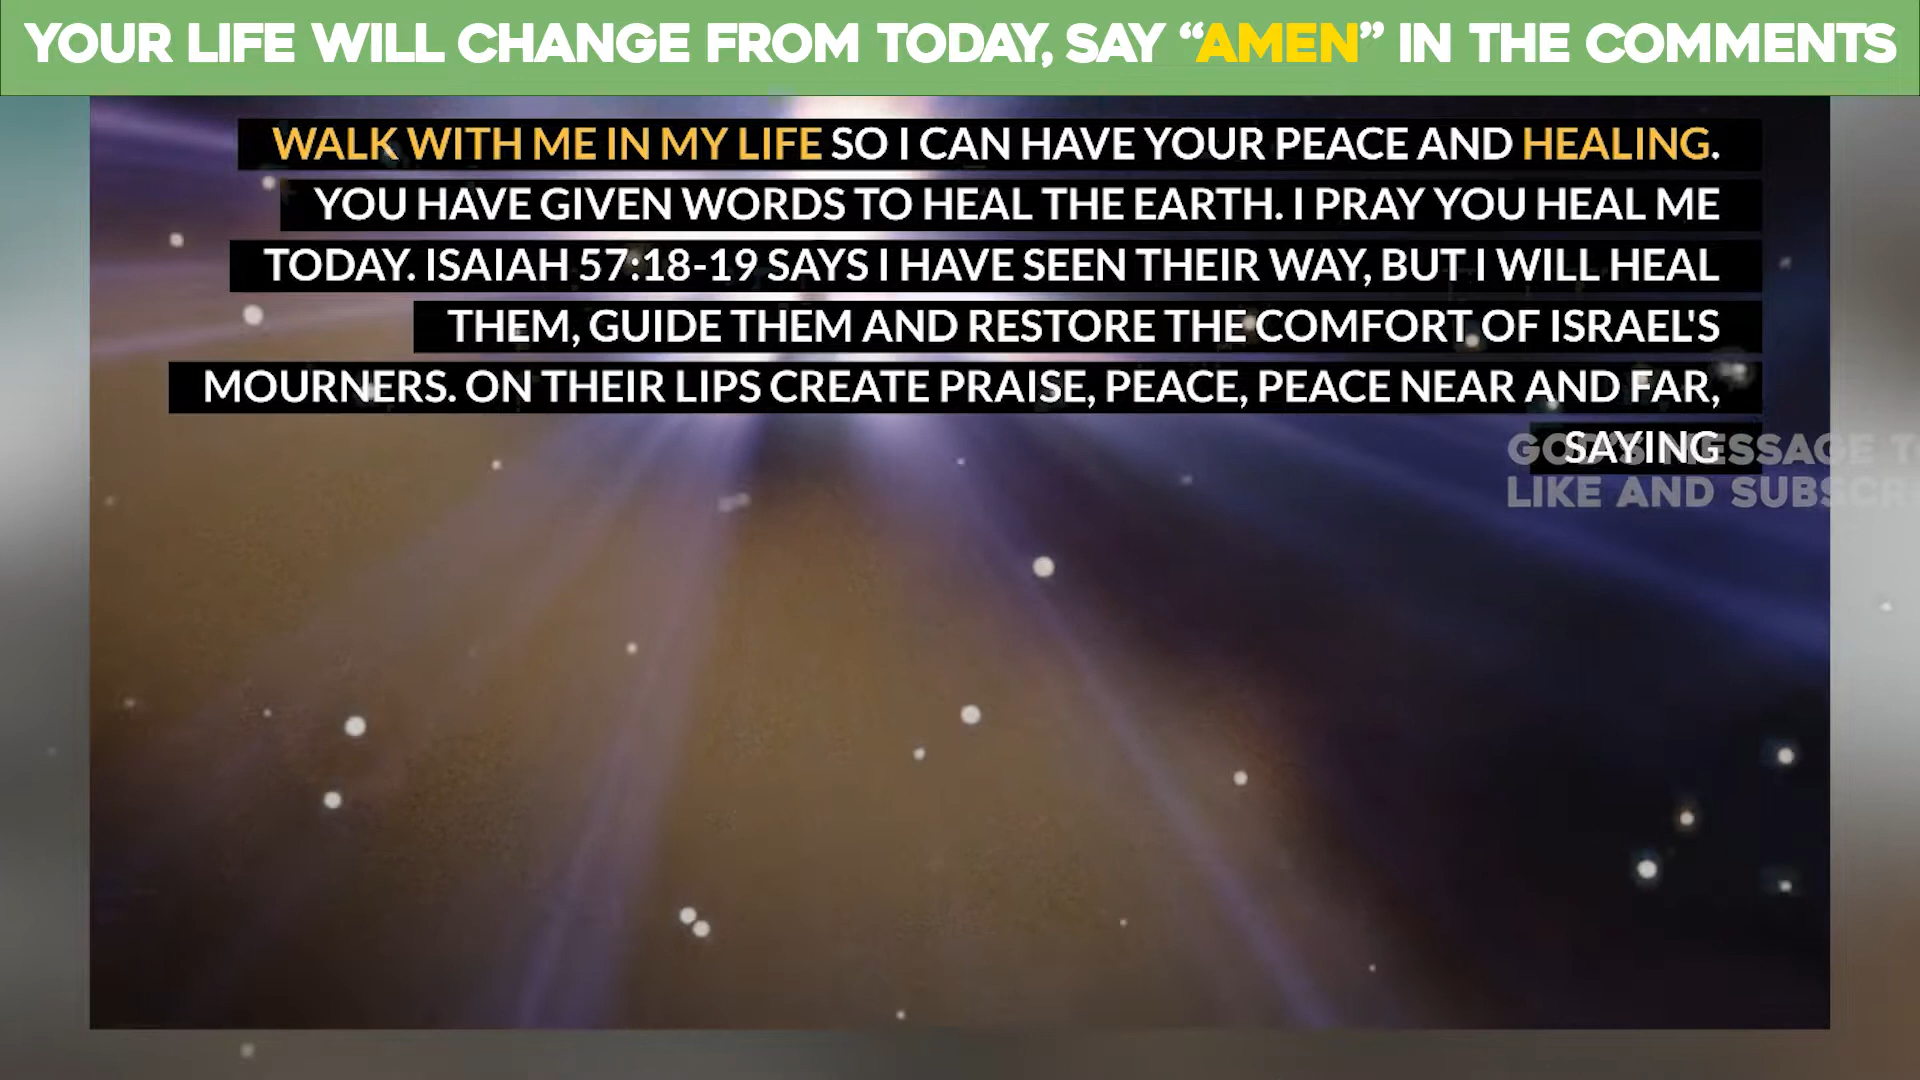 YOUR LIFE WILL CHANGE FROM TODAY, SAY “AMEN” IN THE COMMENTS
WALK WITH ME IN MY LIFE SO I CAN HAVE YOUR PEACE AND HEALING.
YOU HAVE GIVEN WORDS TO HEAL THE EARTH. I PRAY YOU HEAL ME
TODAY. ISAIAH 57:18-19 SAYS I HAVE SEEN THEIR WAY, BUT I WILL HEAL
THEM, GUIDE THEM AND RESTORE THE COMFORT OF ISRAEL'S
MOURNERS. ON THEIR LIPS CREATE PRAISE, PEACE, PEACE NEAR AND FAR,
SAYING
GOD'S MESSAGE T
LIKE AND SUBSCR